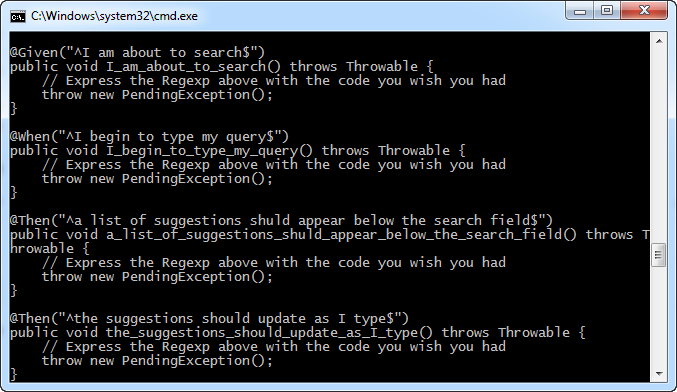 C:\Windows\system32\cmd.exe
@Given("^I am about to search$")
public void I_am_about_to_search() throws Throwable {
    // Express the Regexp above with the code you wish you had
    throw new PendingException();
}
@When("^I begin to type my query$")
public void I_begin_to_type_my_query() throws Throwable {
    // Express the Regexp above with the code you wish you had
    throw new PendingException();
}
@Then("^a list of suggestions shuld appear below the search field$")
public void a_list_of_suggestions_shuld_appear_below_the_search_field() throws T
hrowable {
    // Express the Regexp above with the code you wish you had
    throw new PendingException();
}
@Then("^the suggestions should update as I type$")
public void the_suggestions_should_update_as_I_type() throws Throwable {
    // Express the Regexp above with the code you wish you had
    throw new PendingException();
}